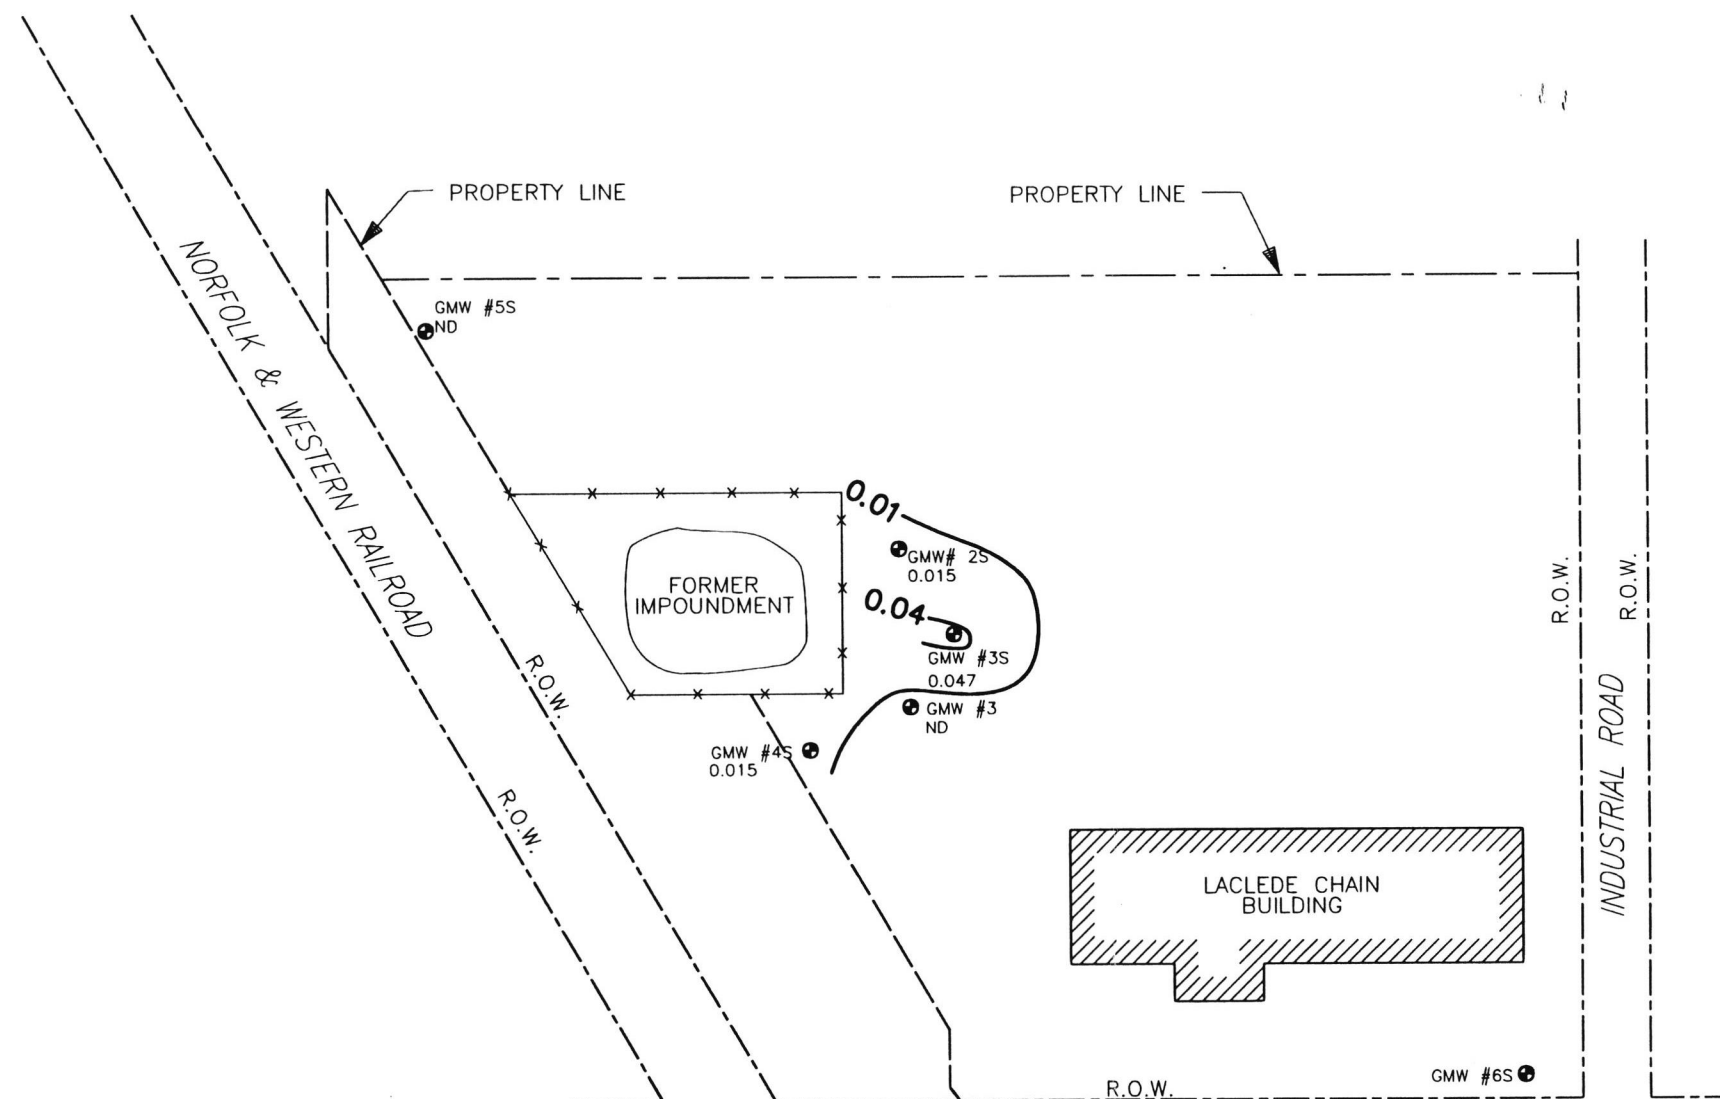 PROPERTY LINE
PROPERTY LINE
NORFOLK & WESTERN RAILROAD
GMW #5S
ND
0.01
GMW# 2S
0.015
FORMER
IMPOUNDMENT
0.04
GMW #3S
0.047
GMW #3
ND
GMW #4S
0.015
R.O.W.
R.O.W.
R.O.W.
R.O.W.
INDUSTRIAL ROAD
LACLEDE CHAIN
BUILDING
GMW #6S
R.O.W.